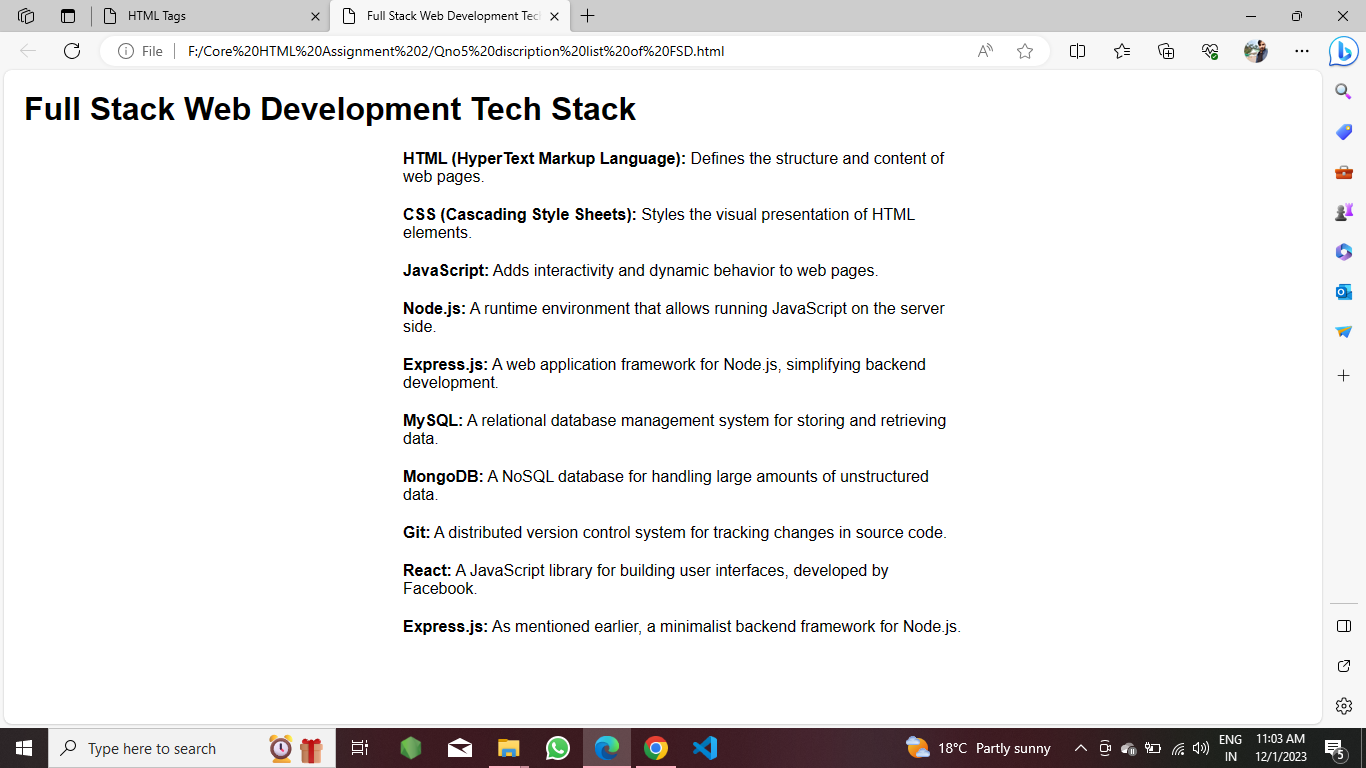 HTML Tags
Full Stack Web Development Tec
File
F:/Core%20HTML%20Assignment%202/Qno5%20discription%20list%20of%20FSD.html
Full Stack Web Development Tech Stack
HTML (HyperText Markup Language): Defines the structure and content of
web pages.
CSS (Cascading Style Sheets): Styles the visual presentation of HTML
elements.
JavaScript: Adds interactivity and dynamic behavior to web pages.
Node.js: A runtime environment that allows running JavaScript on the server
side.
Express.js: A web application framework for Node.js, simplifying backend
development.
MySQL: A relational database management system for storing and retrieving
data.
MongoDB: A NoSQL database for handling large amounts of unstructured
data.
Git: A distributed version control system for tracking changes in source code.
React: A JavaScript library for building user interfaces, developed by
Facebook.
Express.js: As mentioned earlier, a minimalist backend framework for Node.js.
Type here to search
18°C Partly sunny
ENG
IN
11:03 AM
12/1/2023
5